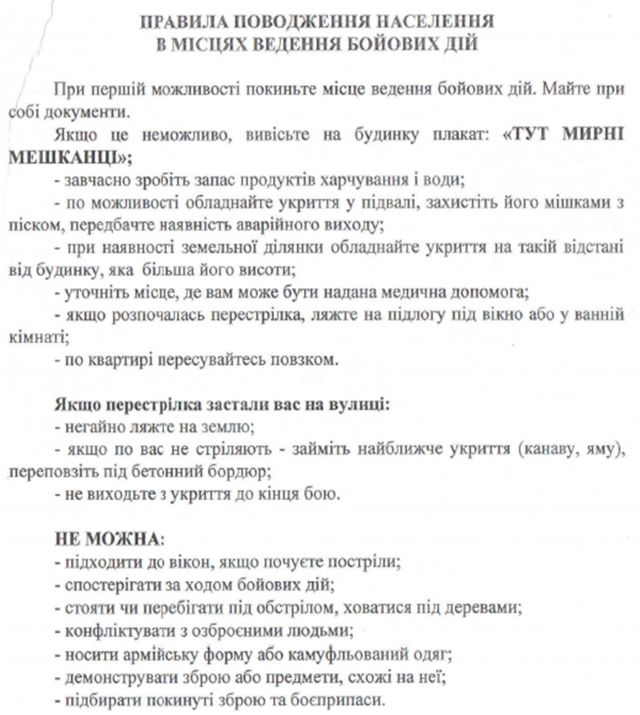 ПРАВИЛА ПОВОДЖЕННЯ НАСЕЛЕННЯ
В МІСЦЯХ ВЕДЕННЯ БОЙОВИХ ДІЙ
При першій можливості покиньте місце ведення бойових дій. Майте при
собі документи.
Якщо це неможливо, вивісьте на будинку плакат: «ТУТ МИРНІ
МЕШКАНЦІ»;
- завчасно зробіть запас продуктів харчування і води;
- по можливості обладнайте укриття у підвалі, захистіть його мішками з
піском, передбачте наявність аварійного виходу;
- при наявності земельної ділянки обладнайте укриття на такій відстані
від будинку, яка більша його висоти;
- уточніть місце, де вам може бути надана медична допомога;
- якщо розпочалась перестрілка, ляжте на підлогу під вікно або у ванній
кімнаті;
- по квартирі пересувайтесь повзком.
Якщо перестрілка застали вас на вулиці:
- негайно ляжте на землю;
- якщо по вас не стріляють - займіть найближче укриття (канаву, яму),
переповзіть під бетонний бордюр;
- не виходьте з укриття до кінця бою.
НЕ МОЖНА:
- підходити до вікон, якщо почуєте постріли;
- спостерігати за ходом бойових дій;
- стояти чи перебігати під обстрілом, ховатися під деревами;
- конфліктувати з озброєними людьми;
- носити армійську форму або камуфльований одяг;
- демонструвати зброю або предмети, схожі на неї;
- підбирати покинуті зброю та боєприпаси.